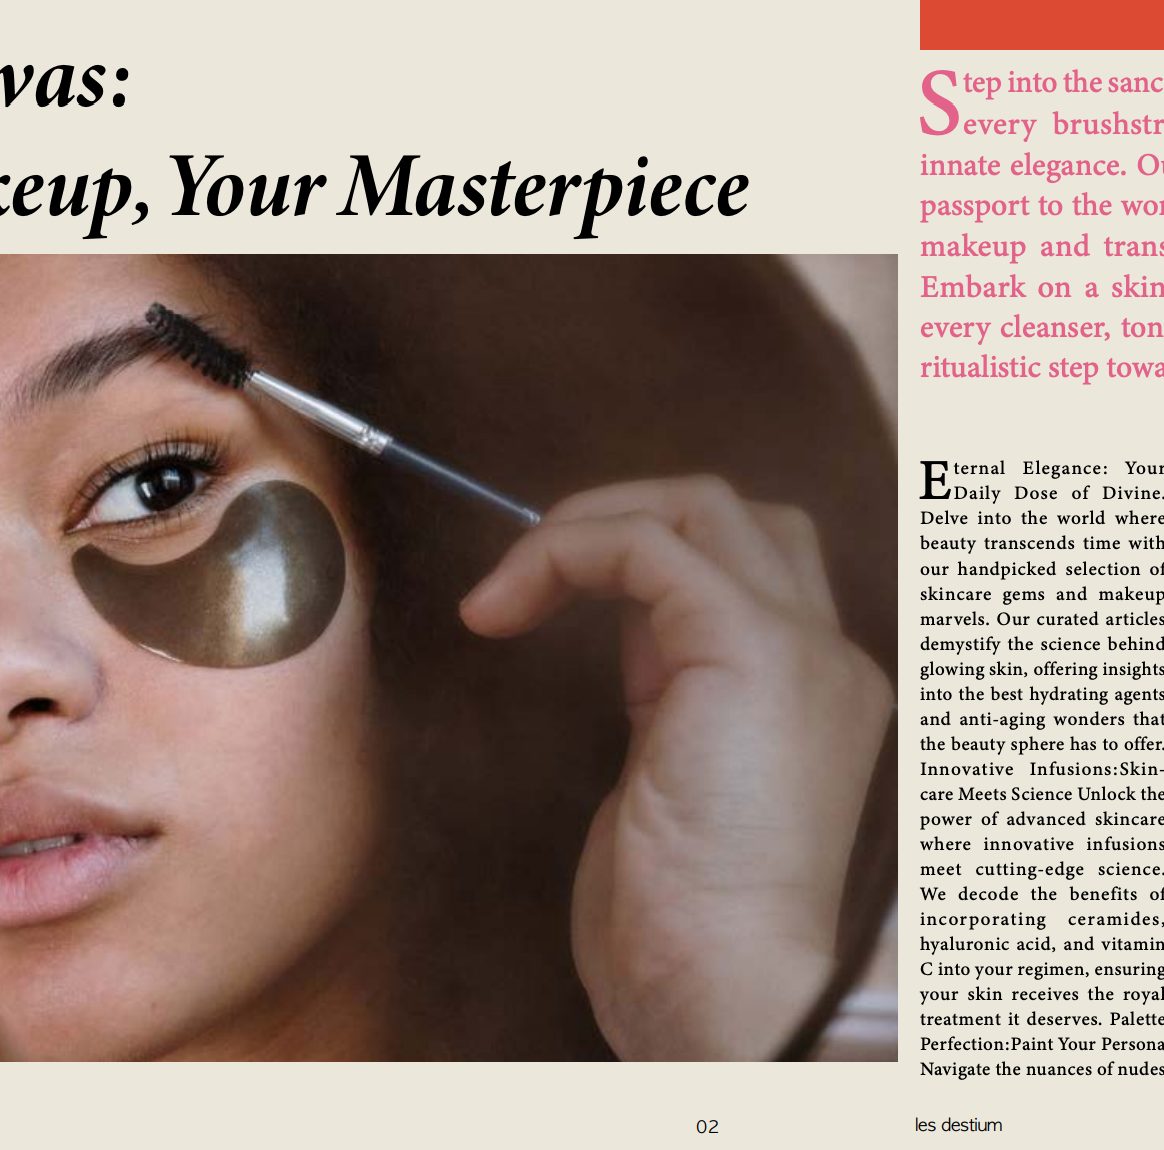 vas:
keup, Your Masterpiece
Step into the sanc
every brushstr
innate elegance. Ou
passport to the wor
makeup and trans
Embark on a skin
every cleanser, ton
ritualistic step towa
Eternal Elegance: Your
Daily Dose of Divine.
Delve into the world where
beauty transcends time with
our handpicked selection of
skincare gems and makeup
marvels. Our curated articles
demystify the science behind
glowing skin, offering insights
into the best hydrating agents
and anti-aging wonders that
the beauty sphere has to offer.
Innovative Infusions:Skin-
care Meets Science Unlock the
power of advanced skincare
where innovative infusions
meet cutting-edge science.
We decode the benefits of
incorporating ceramides,
hyaluronic acid, and vitamin
C into your regimen, ensuring
your skin receives the royal
treatment it deserves. Palette
Perfection:Paint Your Persona
Navigate the nuances of nudes
02
les destium